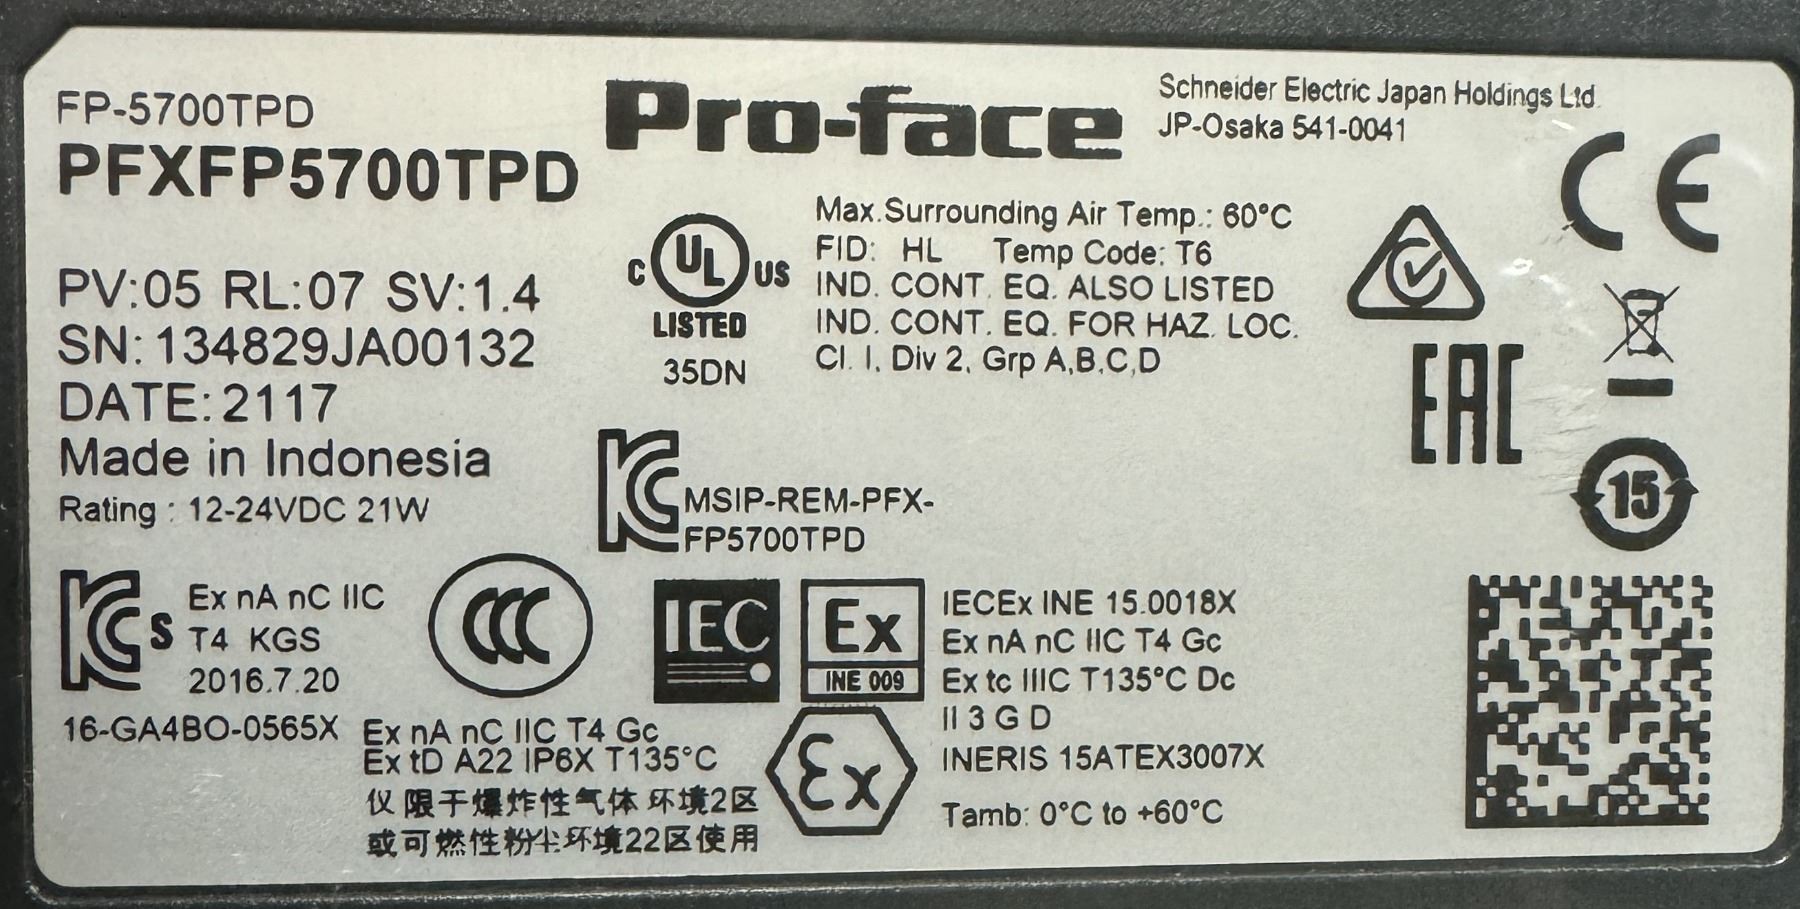 FP-5700TPD
PFXFP5700TPD
Pro-face
Schneider Electric Japan Holdings Ltd.
JP-Osaka 541-0041
CE
PV:05 RL:07 SV:1.4
SN:134829JA00132
DATE:2117
Made in Indonesia
Rating : 12-24VDC 21W
C UL US
LISTED
35DN
Max.Surrounding Air Temp.: 60°C
FID: HL Temp Code: T6
IND. CONT. EQ. ALSO LISTED
IND. CONT. EQ. FOR HAZ. LOC.
Cl. I, Div 2, Grp A,B,C,D
EAC
15
KC
MSIP-REM-PFX-
FP5700TPD
KCs
Ex nA nC IIC
T4 KGS
2016.7.20
16-GA4BO-0565X
CCC
Ex nA nC IIC T4 Gc
Ex tD A22 IP6X T135°C
仅限于爆炸性气体环境2区
或可燃性粉尘环境22区使用
IEC
Ex
INE 009
Ex
IECEx INE 15.0018X
Ex nA nC IIC T4 Gc
Ex tc IIIC T135°C Dc
II 3 G D
INERIS 15ATEX3007X
Tamb: 0°C to +60°C